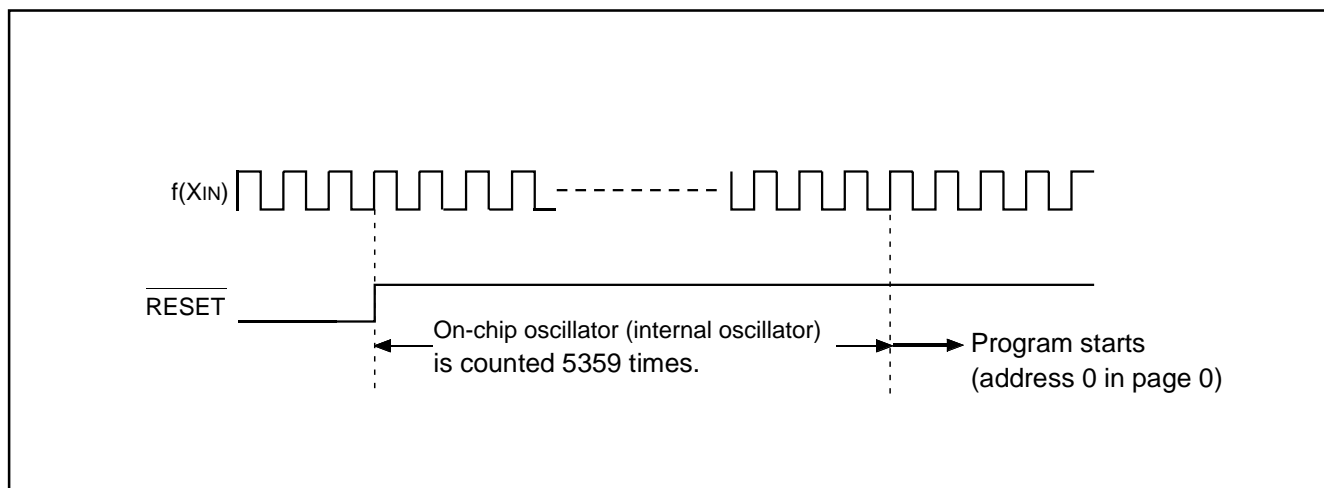 f(XIN)
RESET
On-chip oscillator (internal oscillator)
is counted 5359 times.
Program starts
(address 0 in page 0)